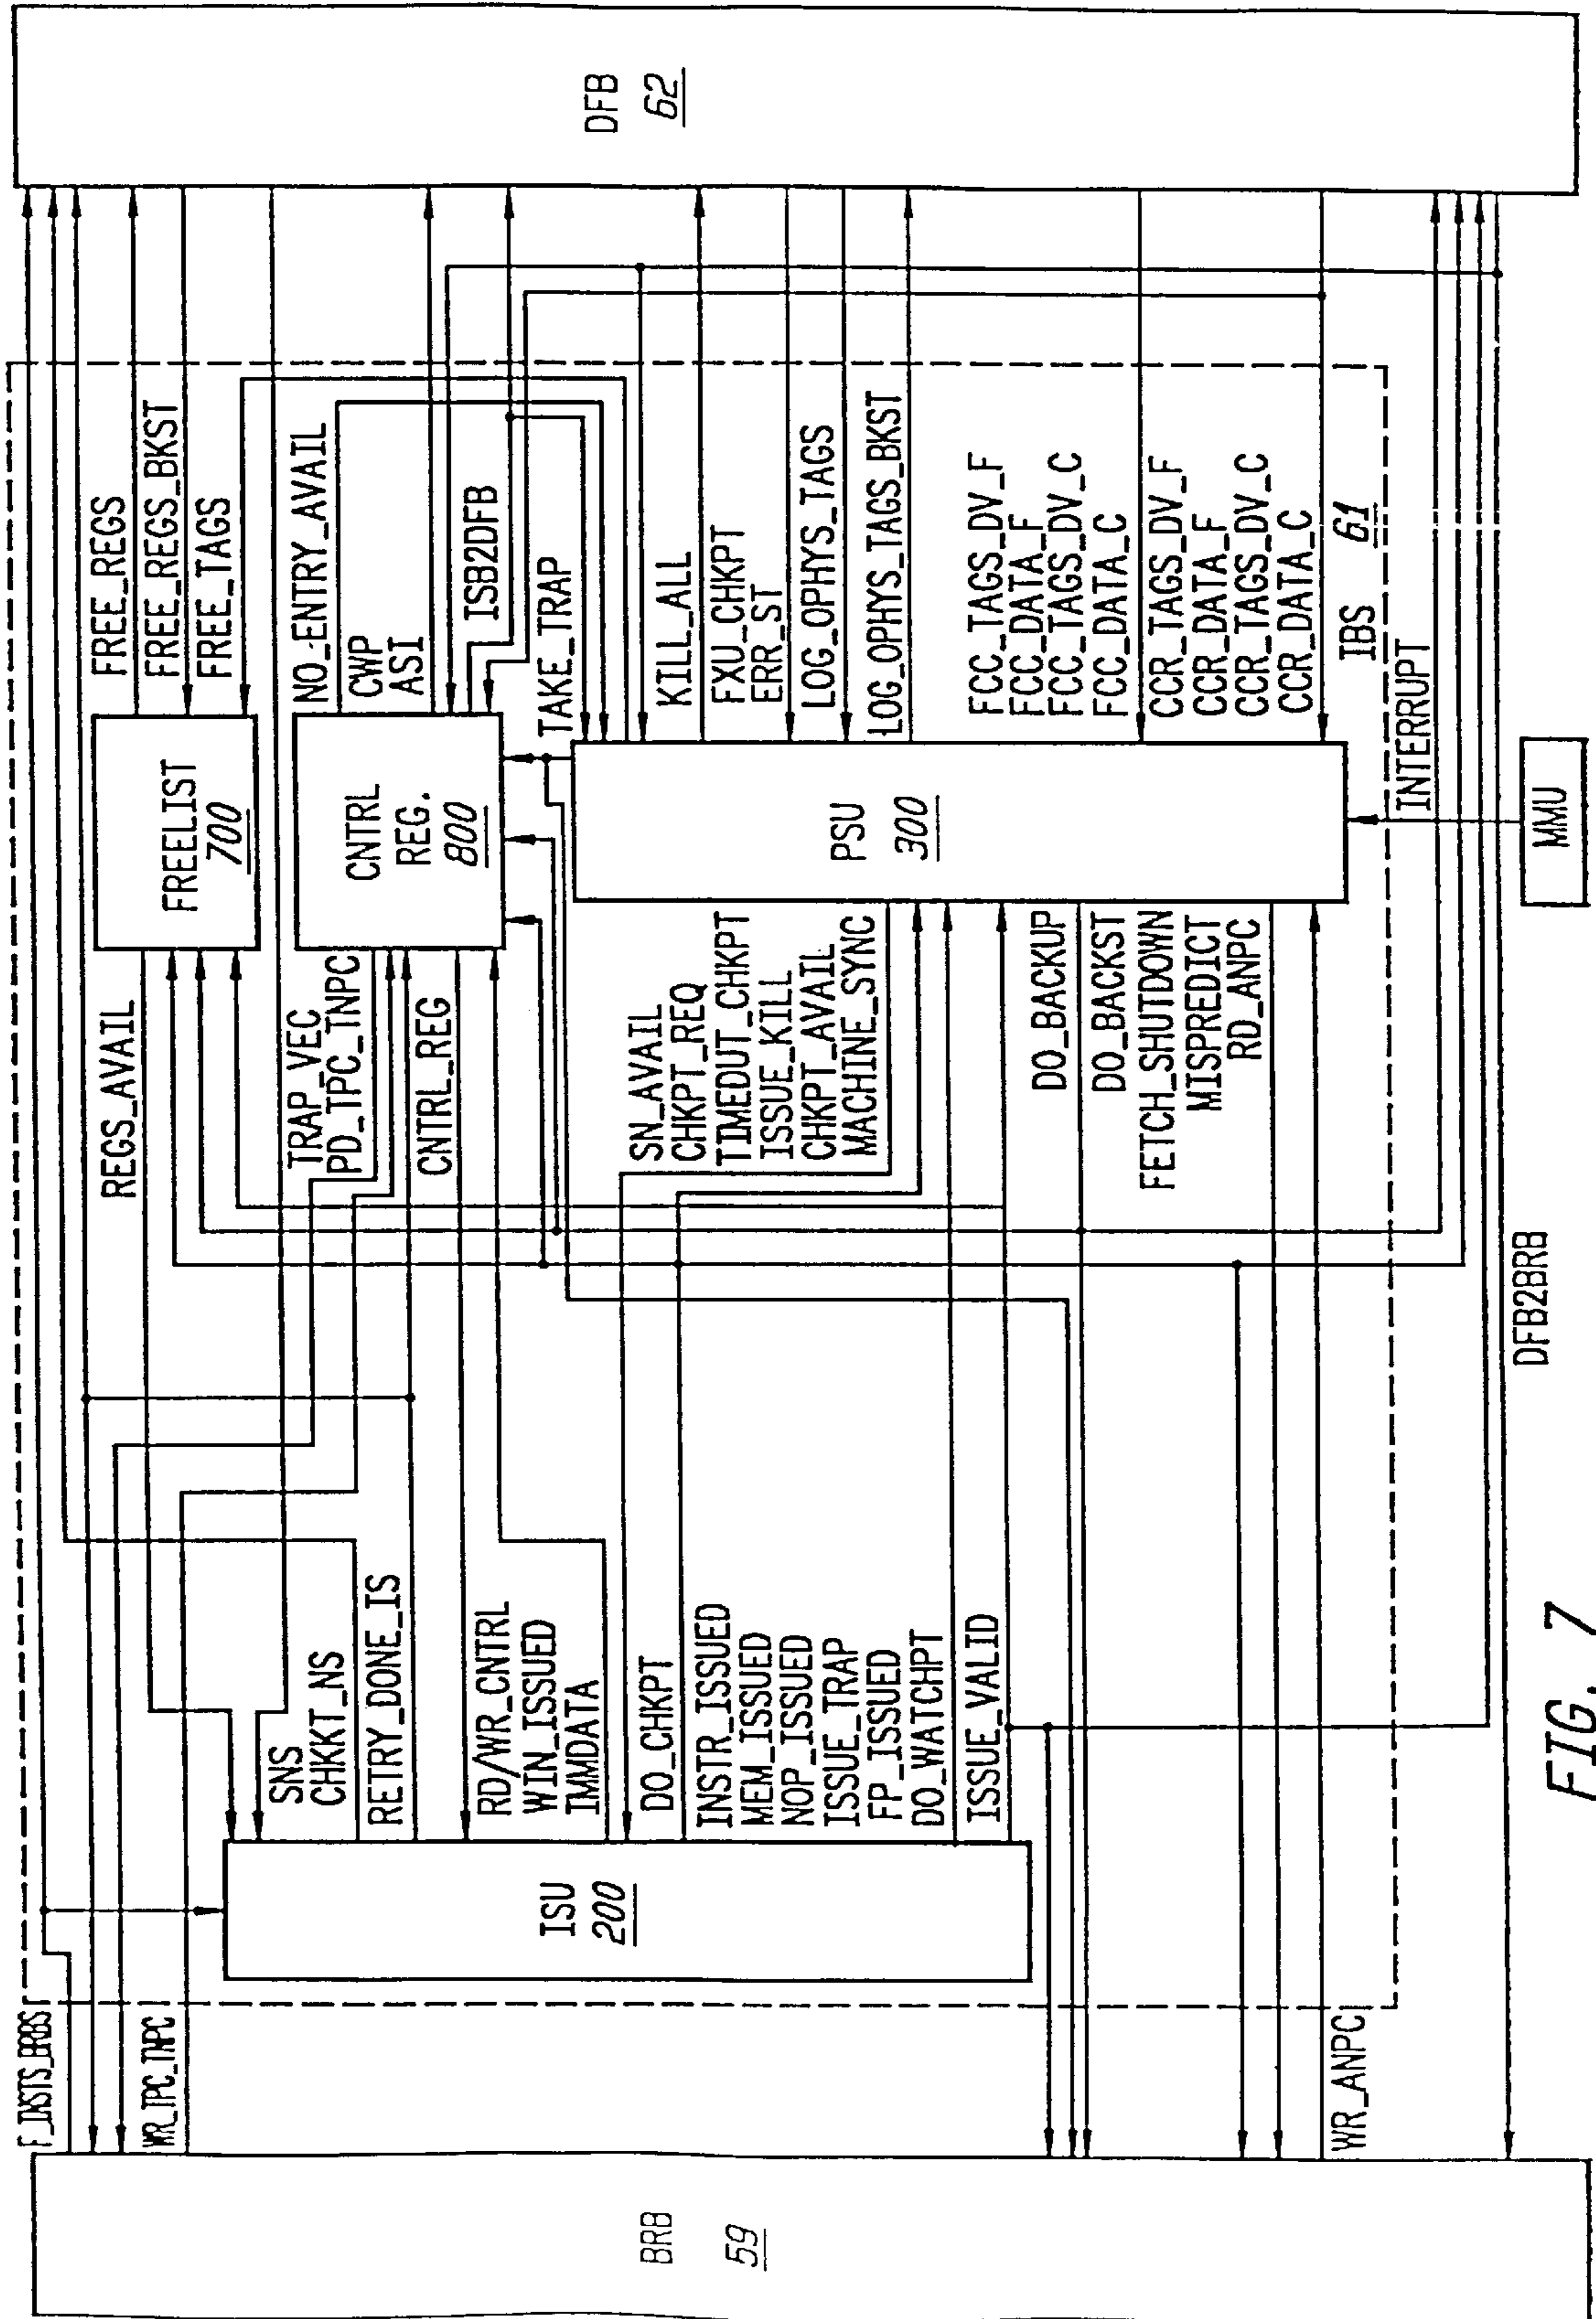 F_INSTS_BRBS
WR_TPC_TNPC
BRB
59
WR_ANPC
ISU
200
SNS
CHKKT_NS
RETRY_DONE_IS
RD/WR_CNTRL
WIN_ISSUED
IMMDATA
DO_CHKPT
INSTR_ISSUED
MEM_ISSUED
NOP_ISSUED
ISSUE_TRAP
FP_ISSUED
DO_WATCHPT
ISSUE_VALID
REGS_AVAIL
TRAP_VEC
PD_TPC_TNPC
CNTRL_REG
SN_AVAIL
CHKPT_REQ
TIMEDUT_CHKPT
ISSUE_KILL
CHKPT_AVAIL
MACHINE_SYNC
DO_BACKUP
DO_BACKST
FETCH_SHUTDOWN
MISPREDICT
RD_ANPC
DFB2BRB
FREELIST
700
CNTRL
REG.
800
PSU
300
MMU
FREE_REGS
FREE_REGS_BKST
FREE_TAGS
NO_ENTRY_AVAIL
CWP
ASI
ISB2DFB
TAKE_TRAP
KILL_ALL
FXU_CHKPT
ERR_ST
LOG_OPHYS_TAGS
LOG_OPHYS_TAGS_BKST
FCC_TAGS_DV_F
FCC_DATA_F
FCC_TAGS_DV_C
FCC_DATA_C
CCR_TAGS_DV_F
CCR_DATA_F
CCR_TAGS_DV_C
CCR_DATA_C
IBS 61
INTERRUPT
DFB
62
FIG. 7